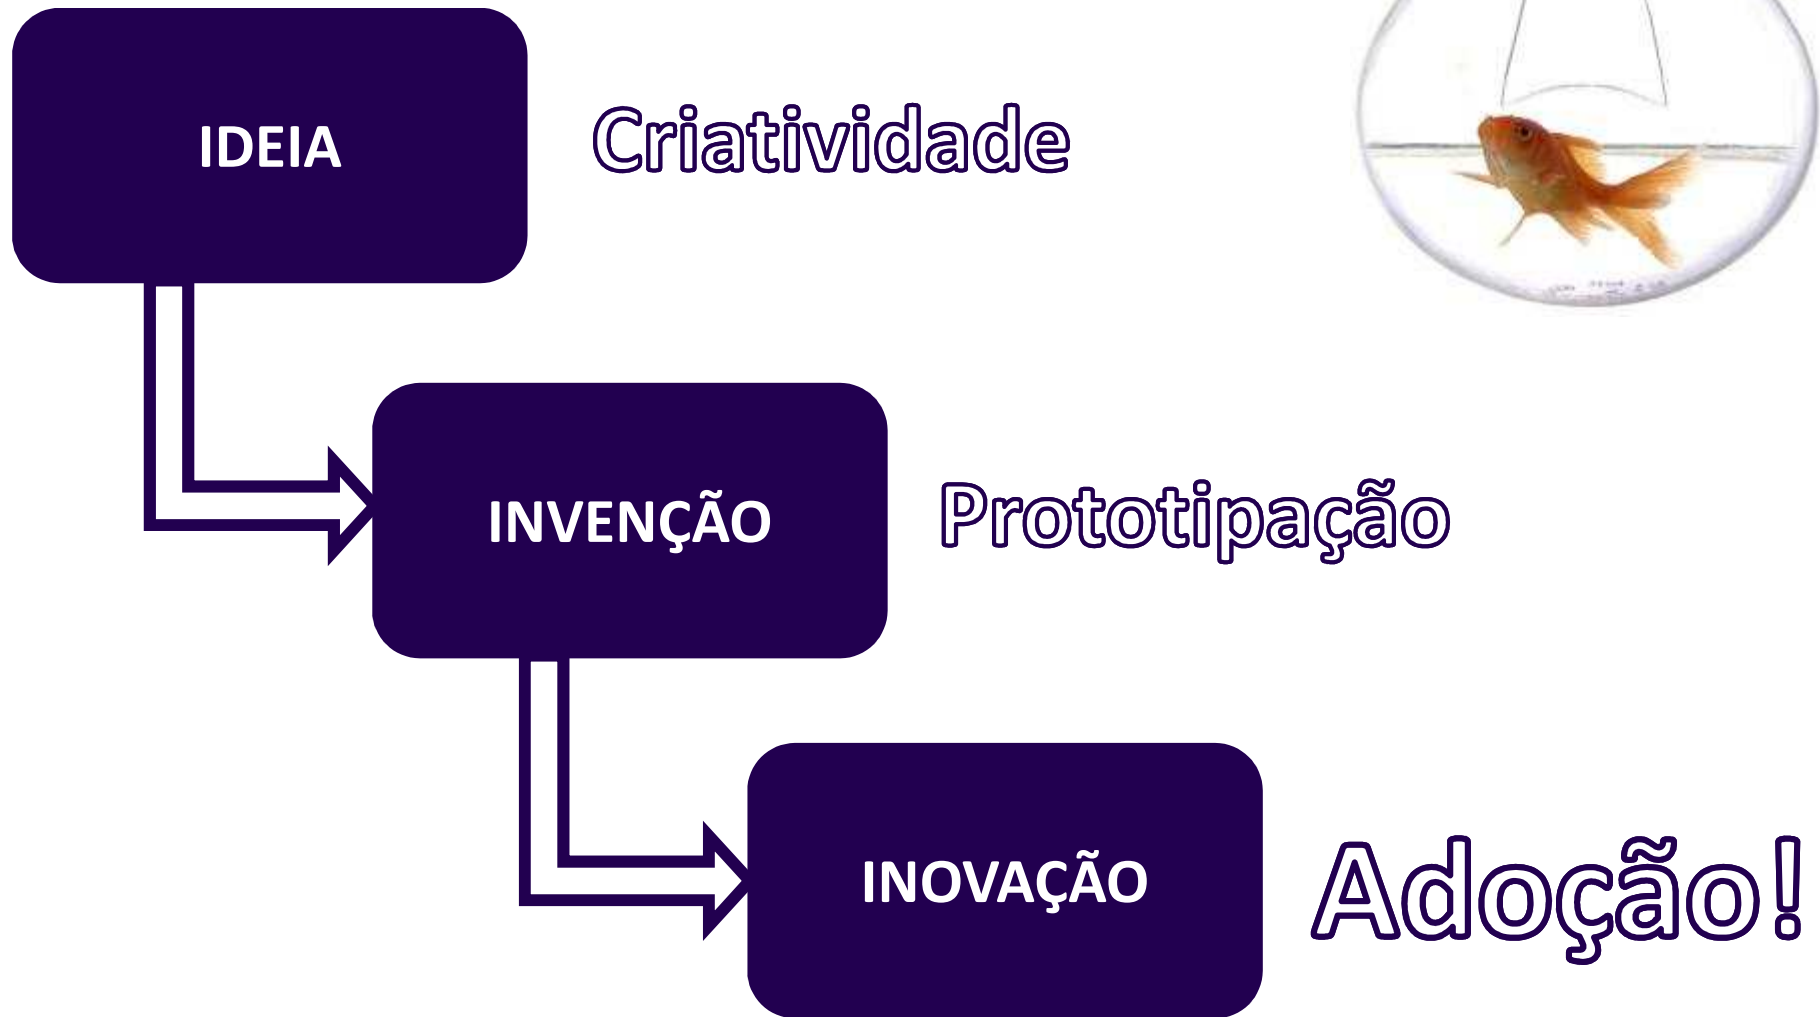 IDEIA
Criatividade
INVENÇÃO
Prototipação
INOVAÇÃO
Adoção!